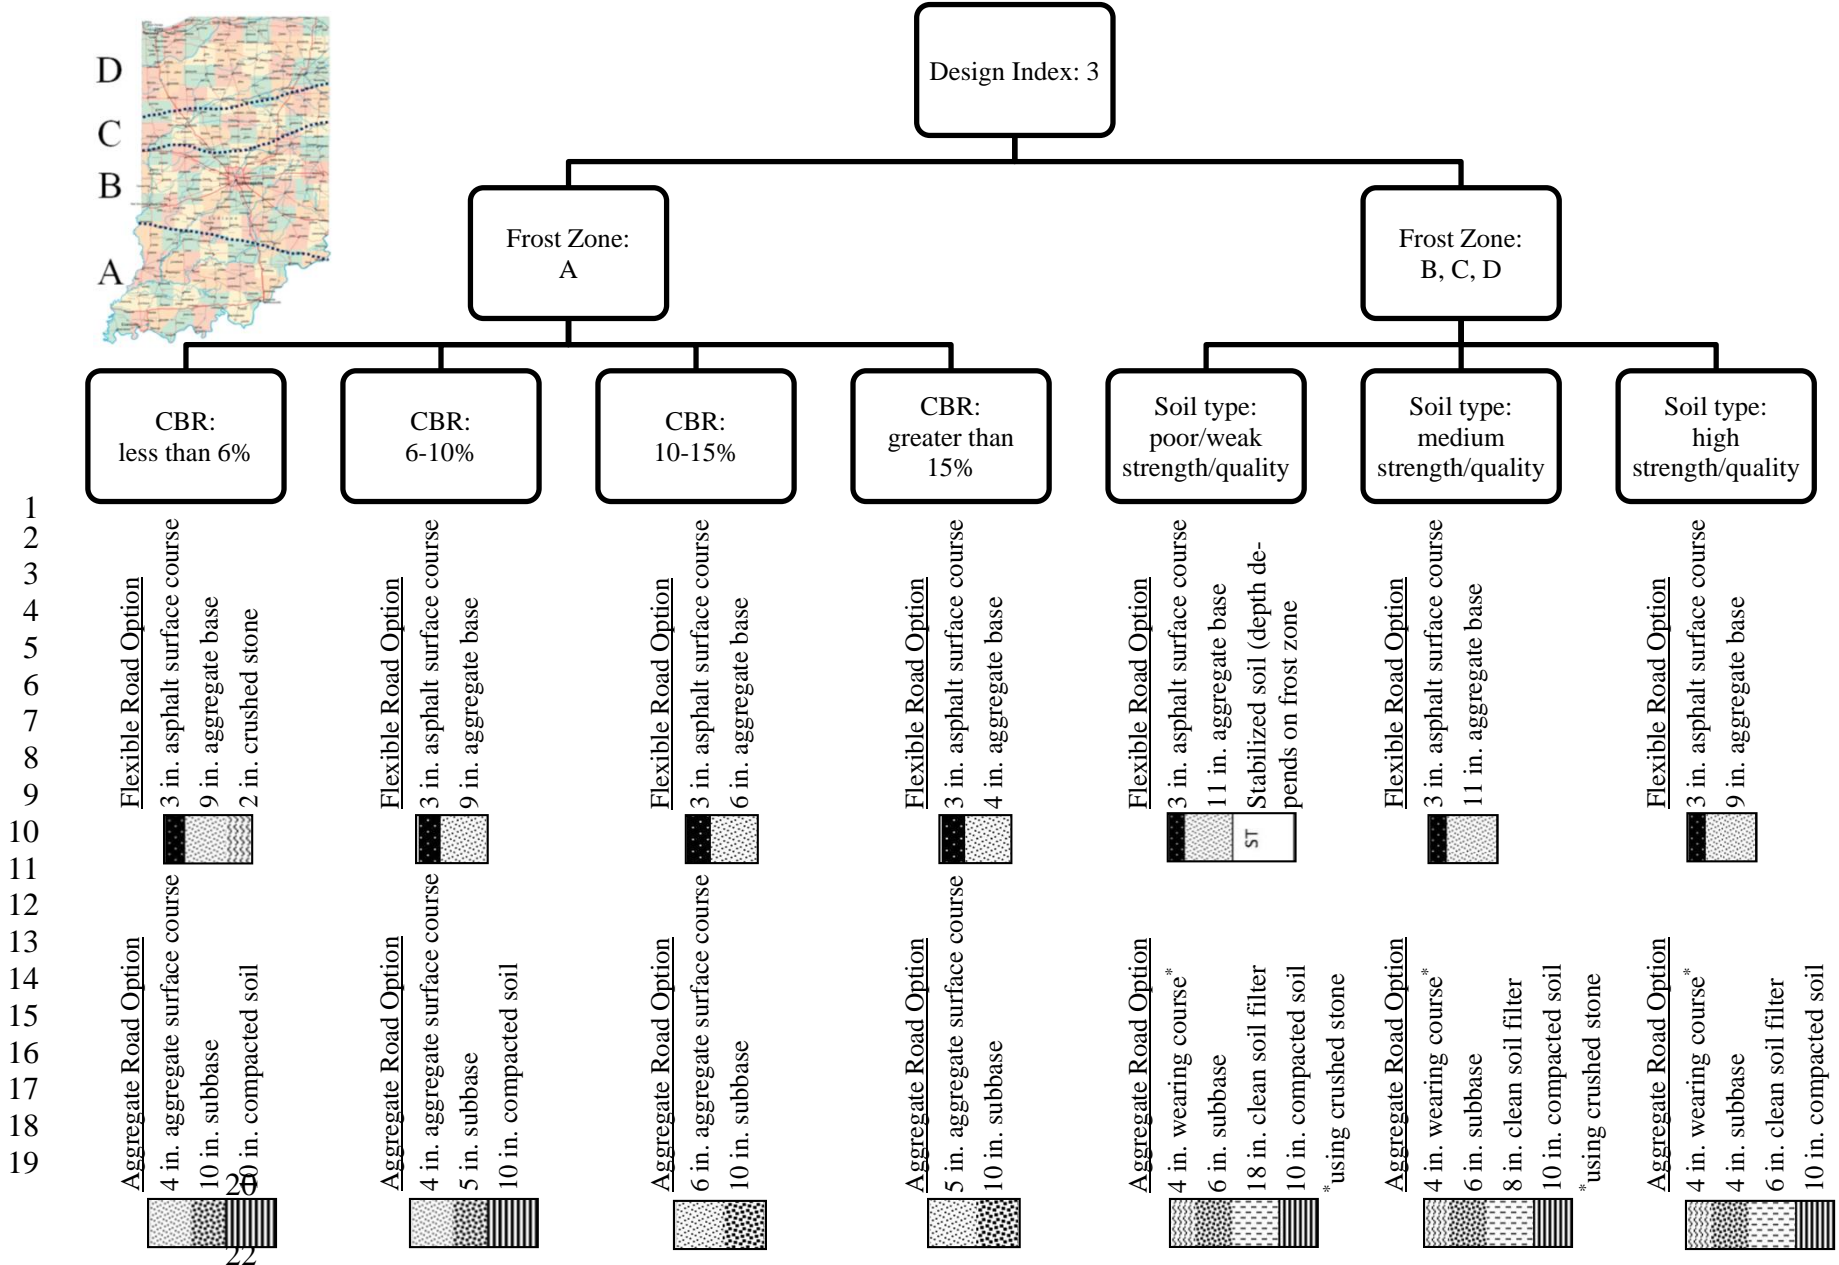 D
C
B
A
Design Index: 3
Frost Zone:
A
Frost Zone:
B, C, D
CBR:
less than 6%
CBR:
6-10%
CBR:
10-15%
CBR:
greater than
15%
Soil type:
poor/weak
strength/quality
Soil type:
medium
strength/quality
Soil type:
high
strength/quality
1
2
3
4
5
6
7
8
9
10
11
12
13
14
15
16
17
18
19
20
22
Flexible Road Option
3 in. asphalt surface course
9 in. aggregate base
2 in. crushed stone
Flexible Road Option
3 in. asphalt surface course
9 in. aggregate base
Flexible Road Option
3 in. asphalt surface course
6 in. aggregate base
Flexible Road Option
3 in. asphalt surface course
4 in. aggregate base
Flexible Road Option
3 in. asphalt surface course
11 in. aggregate base
Stabilized soil (depth de-
pends on frost zone
ST
Flexible Road Option
3 in. asphalt surface course
11 in. aggregate base
Flexible Road Option
3 in. asphalt surface course
9 in. aggregate base
Aggregate Road Option
4 in. aggregate surface course
10 in. subbase
in. compacted soil
Aggregate Road Option
4 in. aggregate surface course
5 in. subbase
10 in. compacted soil
Aggregate Road Option
6 in. aggregate surface course
10 in. subbase
Aggregate Road Option
5 in. aggregate surface course
10 in. subbase
Aggregate Road Option
4 in. wearing course*
6 in. subbase
18 in. clean soil filter
10 in. compacted soil
*using crushed stone
Aggregate Road Option
4 in. wearing course*
6 in. subbase
8 in. clean soil filter
10 in. compacted soil
*using crushed stone
Aggregate Road Option
4 in. wearing course*
4 in. subbase
6 in. clean soil filter
10 in. compacted soil